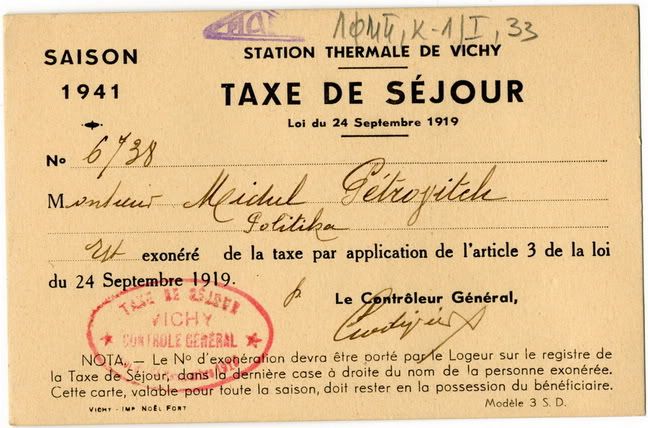 1ФМЦ, К-1/I, 33
SAISON
1941
STATION THERMALE DE VICHY
TAXE DE SÉJOUR
Loi du 24 Septembre 1919
No 6738
Monsieur Michel Pétrovitch
Politika
Est exonéré de la taxe par application de l'article 3 de la loi
du 24 Septembre 1919.
p. Le Contrôleur Général,
TAXE DE SÉJOUR
VICHY
CONTROLE GÉNÉRAL
NOTA. — Le No d'exonération devra être porté par le Logeur sur le registre de
la Taxe de Séjour, dans la dernière case à droite du nom de la personne exonérée.
Cette carte, valable pour toute la saison, doit rester en la possession du bénéficiaire.
VICHY - IMP NOËL FORT
Modèle 3 S. D.